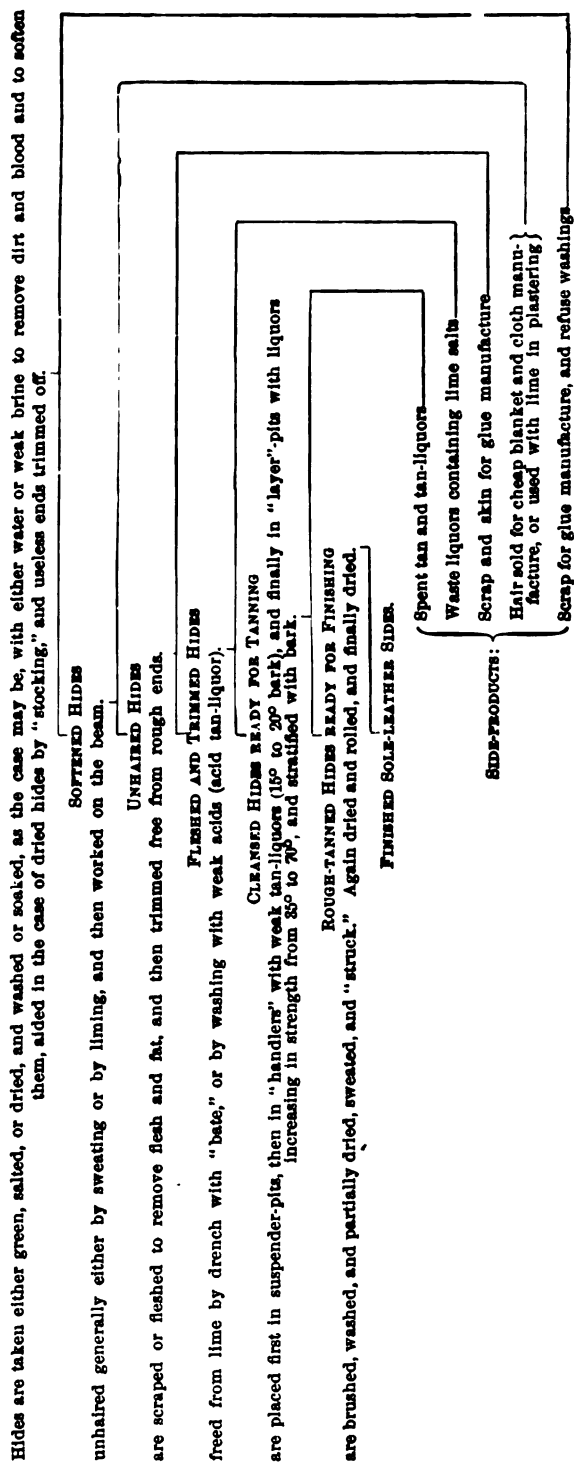 Hides are taken either green, salted, or dried, and washed or soaked, as the case may be, with either water or weak brine to remove dirt and blood and to soften
them, aided in the case of dried hides by "stocking," and useless ends trimmed off.
SOFTENED HIDES
unhaired generally either by sweating or by liming, and then worked on the beam.
UNHAIRED HIDES
are scraped or fleshed to remove flesh and fat, and then trimmed free from rough ends.
FLESHED AND TRIMMED HIDES
freed from lime by drench with "bate," or by washing with weak acids (acid tan-liquor).
CLEANSED HIDES READY FOR TANNING
are placed first in suspender-pits, then in "handlers" with weak tan-liquors (15° to 20° bark), and finally in "layer"-pits with liquors
increasing in strength from 35° to 70°, and stratified with bark.
ROUGH-TANNED HIDES READY FOR FINISHING
are brushed, washed, and partially dried, sweated, and "struck." Again dried and rolled, and finally dried.
FINISHED SOLE-LEATHER SIDES.
SIDE-PRODUCTS:
Spent tan and tan-liquors
Waste liquors containing lime salts
Scrap and skin for glue manufacture
Hair sold for cheap blanket and cloth manu-
facture, or used with lime in plastering
Scrap for glue manufacture, and refuse washings